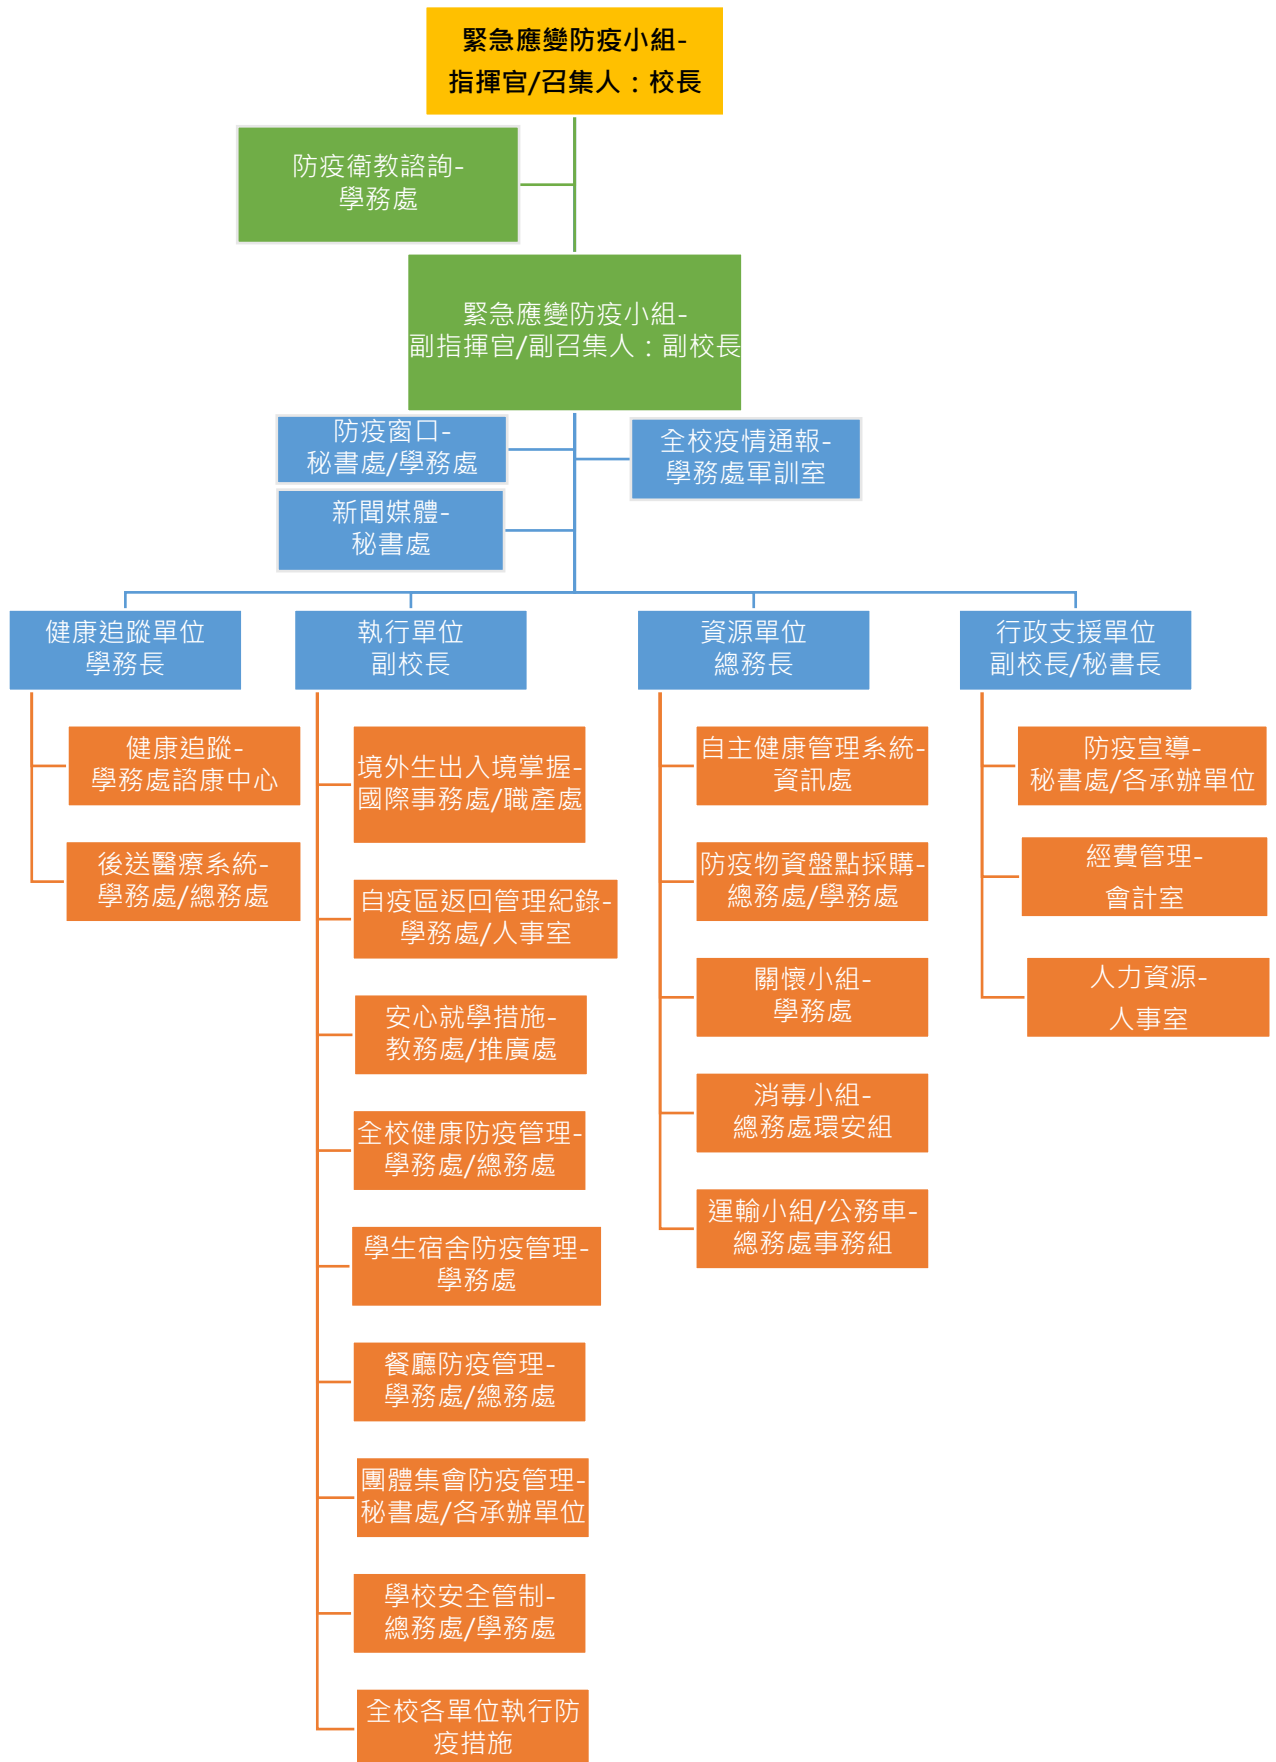 緊急應變防疫小組-
指揮官/召集人：校長
防疫衛教諮詢-
學務處
緊急應變防疫小組-
副指揮官/副召集人：副校長
防疫窗口-
秘書處/學務處
全校疫情通報-
學務處軍訓室
新聞媒體-
秘書處
健康追蹤單位
學務長
健康追蹤-
學務處諮康中心
後送醫療系統-
學務處/總務處
執行單位
副校長
境外生出入境掌握-
國際事務處/職產處
自疫區返回管理紀錄-
學務處/人事室
安心就學措施-
教務處/推廣處
全校健康防疫管理-
學務處/總務處
學生宿舍防疫管理-
學務處
餐廳防疫管理-
學務處/總務處
團體集會防疫管理-
秘書處/各承辦單位
學校安全管制-
總務處/學務處
全校各單位執行防
疫措施
資源單位
總務長
自主健康管理系統-
資訊處
防疫物資盤點採購-
總務處/學務處
關懷小組-
學務處
消毒小組-
總務處環安組
運輸小組/公務車-
總務處事務組
行政支援單位
副校長/秘書長
防疫宣導-
秘書處/各承辦單位
經費管理-
會計室
人力資源-
人事室